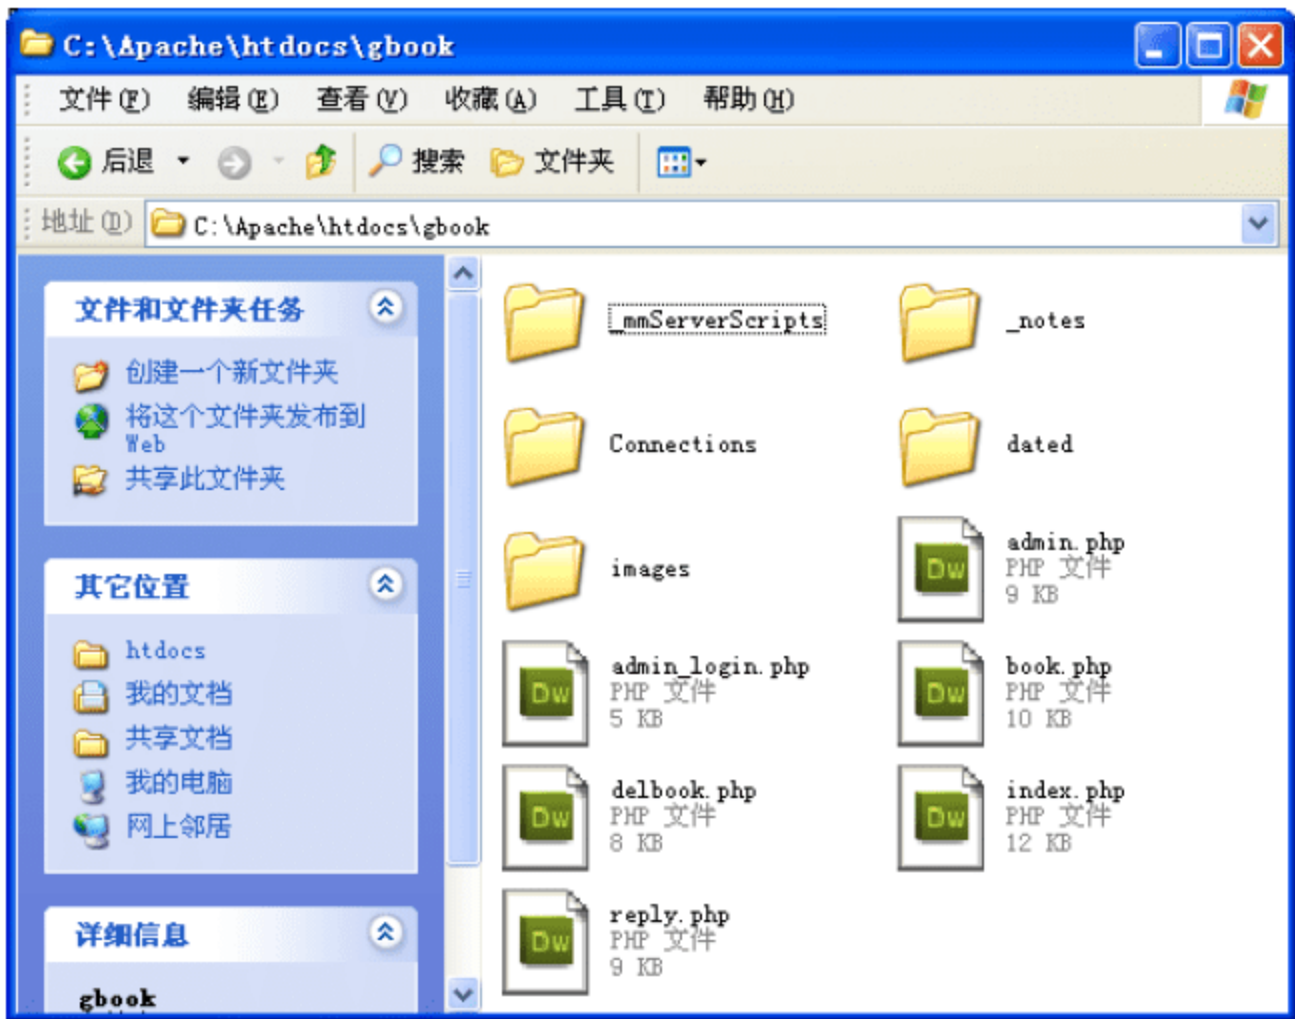 C:\Apache\htdocs\gbook
文件(F) 编辑(E) 查看(V) 收藏(A) 工具(T) 帮助(H)
后退 搜索 文件夹
地址(D) C:\Apache\htdocs\gbook
文件和文件夹任务
创建一个新文件夹
将这个文件夹发布到
Web
共享此文件夹
其它位置
htdocs
我的文档
共享文档
我的电脑
网上邻居
详细信息
gbook
_mmServerScripts
_notes
Connections
dated
images
Dw
admin.php
PHP 文件
9 KB
Dw
admin_login.php
PHP 文件
5 KB
Dw
book.php
PHP 文件
10 KB
Dw
delbook.php
PHP 文件
8 KB
Dw
index.php
PHP 文件
12 KB
Dw
reply.php
PHP 文件
9 KB